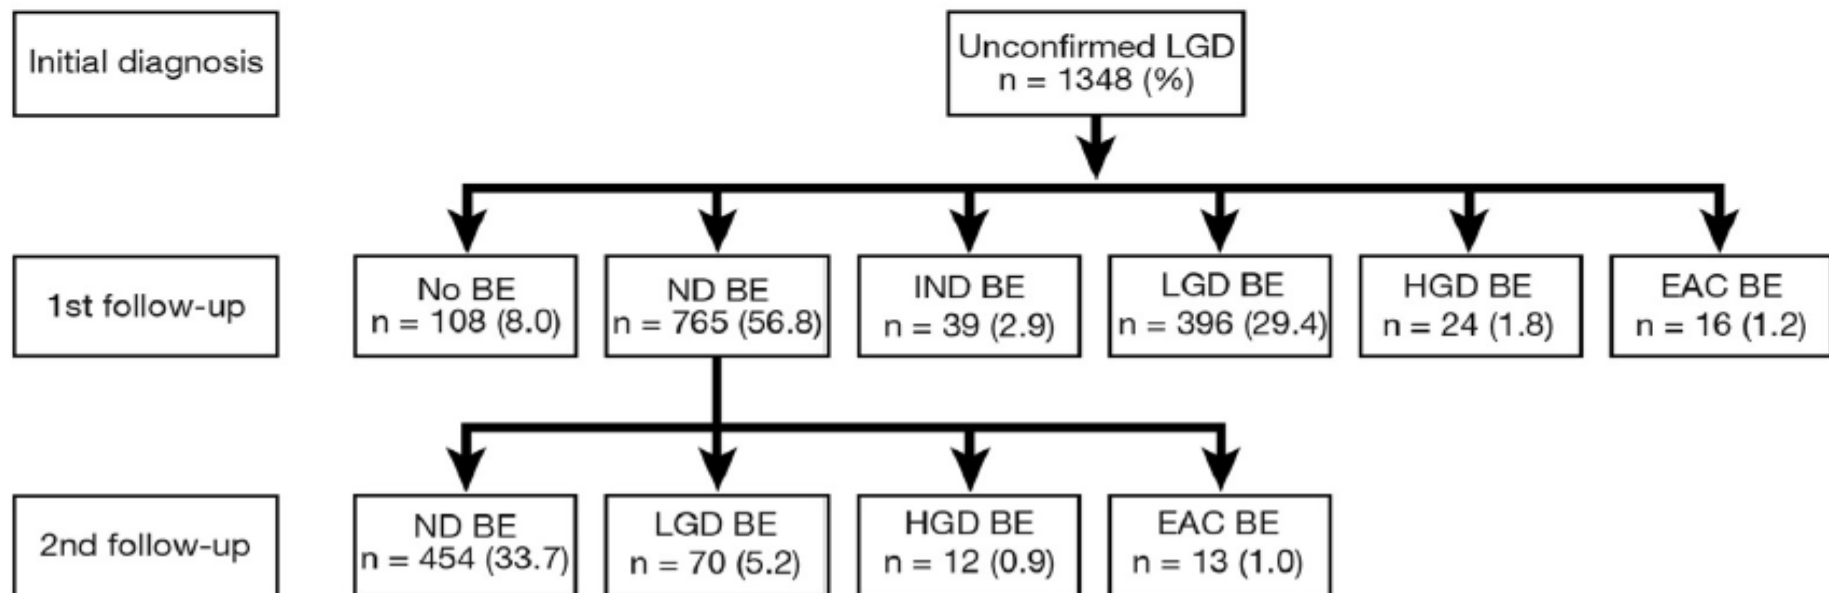 Initial diagnosis
Unconfirmed LGD
n = 1348 (%)
1st follow-up
No BE
n = 108 (8.0)
ND BE
n = 765 (56.8)
IND BE
n = 39 (2.9)
LGD BE
n = 396 (29.4)
HGD BE
n = 24 (1.8)
EAC BE
n = 16 (1.2)
2nd follow-up
ND BE
n = 454 (33.7)
LGD BE
n = 70 (5.2)
HGD BE
n = 12 (0.9)
EAC BE
n = 13 (1.0)